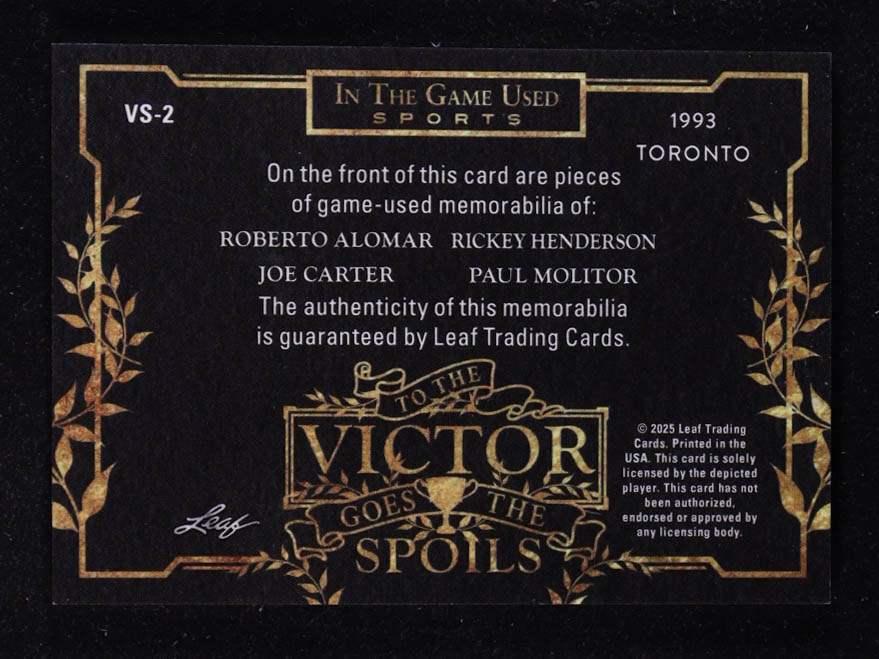 IN THE GAME USED
SPORTS
VS-2
1993
TORONTO
On the front of this card are pieces
of game-used memorabilia of:
ROBERTO ALOMAR RICKEY HENDERSON
JOE CARTER PAUL MOLITOR
The authenticity of this memorabilia
is guaranteed by Leaf Trading Cards.
TO THE
VICTOR
GOES THE
SPOILS
Leaf
© 2025 Leaf Trading
Cards. Printed in the
USA. This card is solely
licensed by the depicted
player. This card has not
been authorized,
endorsed or approved by
any licensing body.